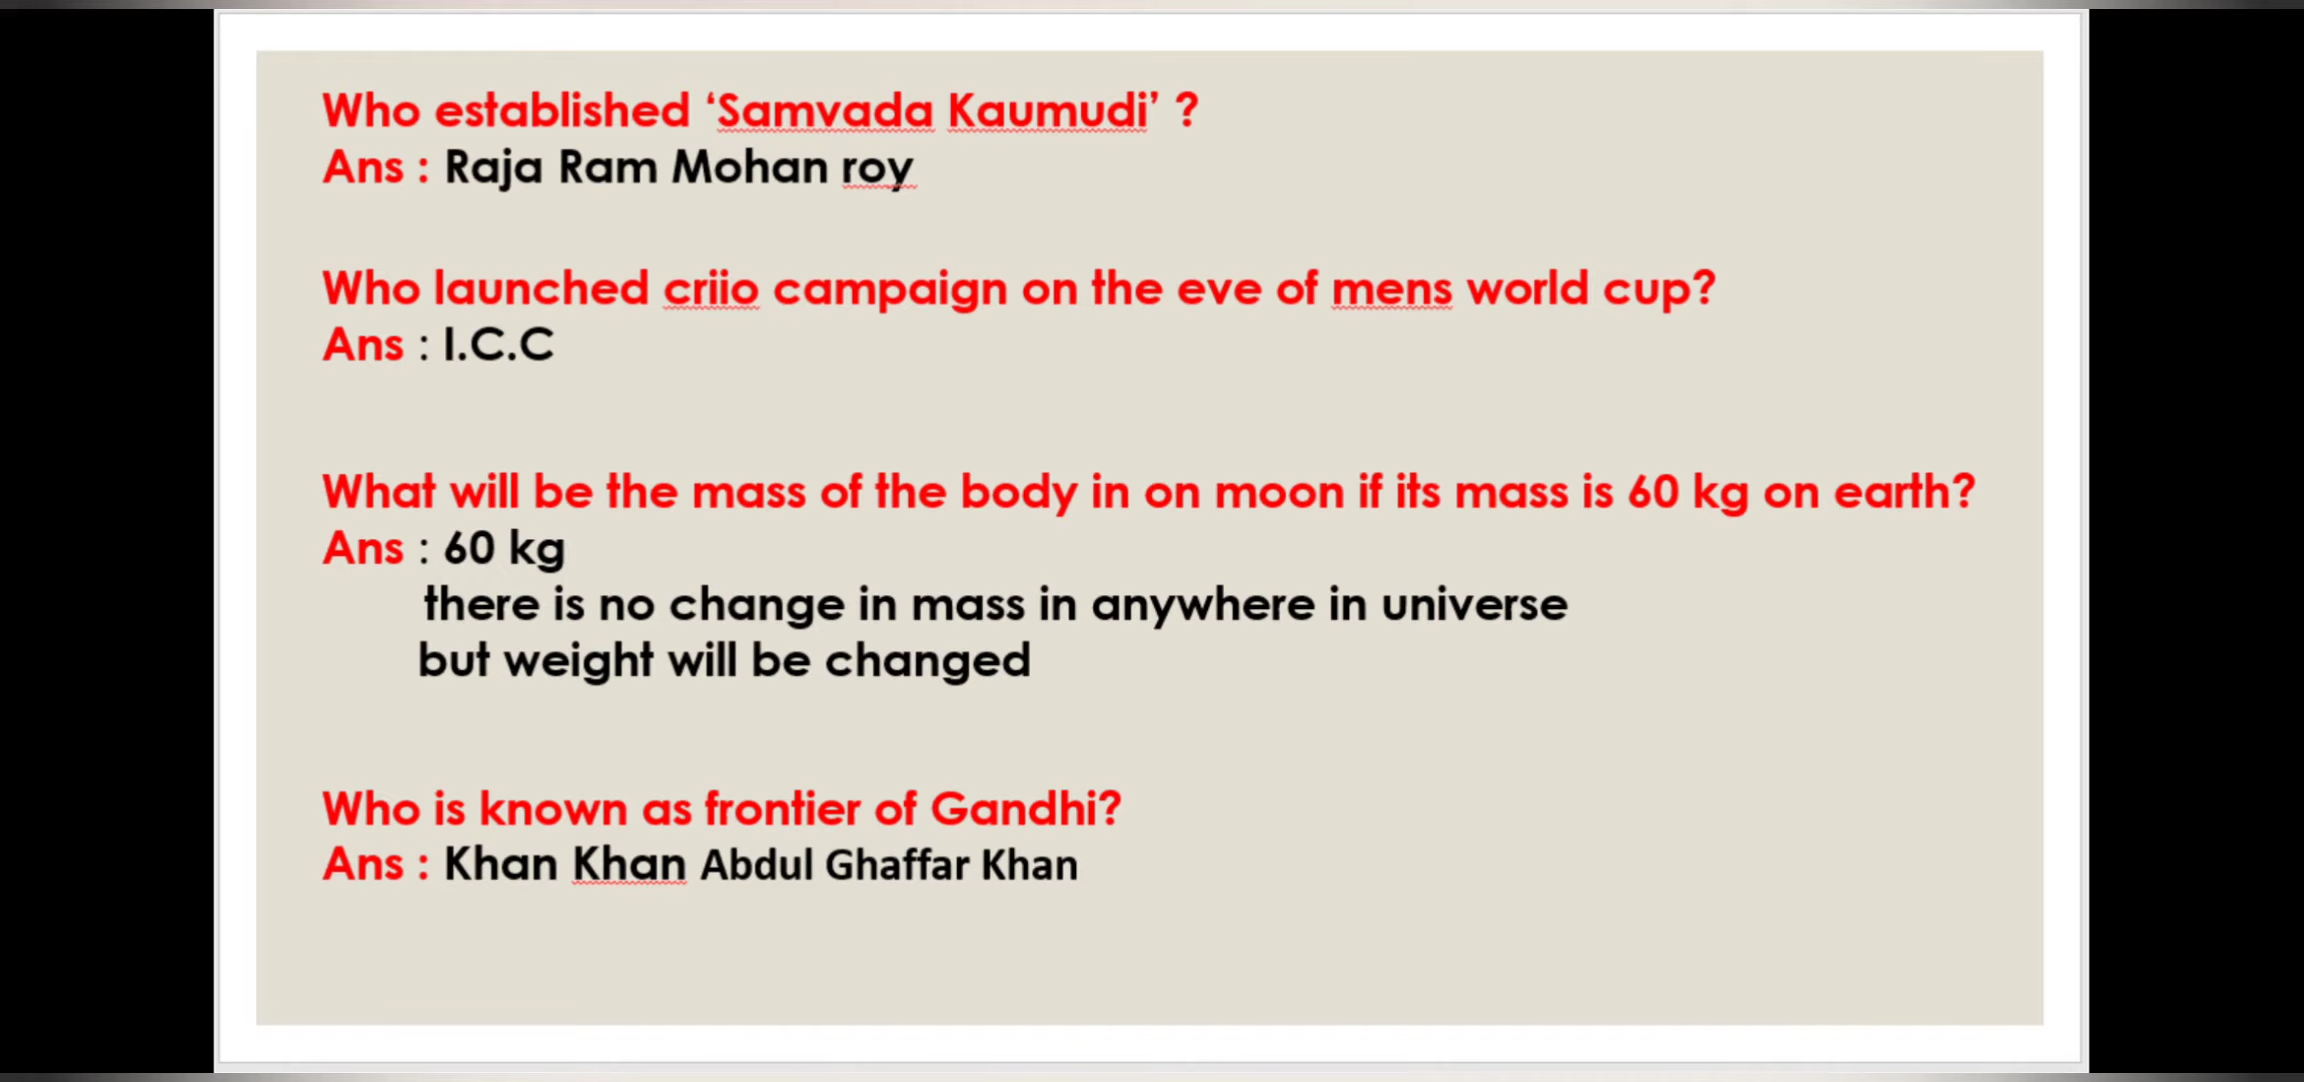 Who established ‘Samvada Kaumudi’ ?
Ans : Raja Ram Mohan roy
Who launched criio campaign on the eve of mens world cup?
Ans : I.C.C
What will be the mass of the body in on moon if its mass is 60 kg on earth?
Ans : 60 kg
there is no change in mass in anywhere in universe
but weight will be changed
Who is known as frontier of Gandhi?
Ans : Khan Khan Abdul Ghaffar Khan